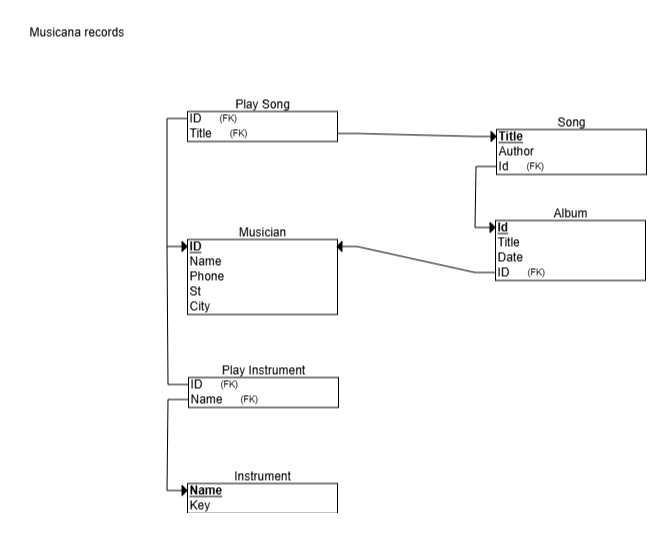 Musicana records
Play Song
ID (FK)
Title (FK)
Song
Title
Author
Id (FK)
Album
Id
Title
Date
ID (FK)
Musician
ID
Name
Phone
St
City
Play Instrument
ID (FK)
Name (FK)
Instrument
Name
Key